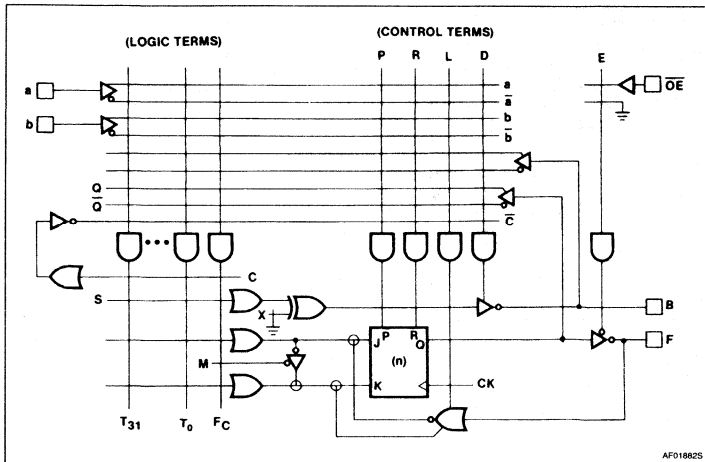 (LOGIC TERMS)
(CONTROL TERMS)
P R L D E
a
a
OE
a̅
b
b
b̅
Q
Q̅
C̅
C
S
X
B
P
R
J
Q
F
(n)
M
K
CK
T31 T0 FC
AF01882S